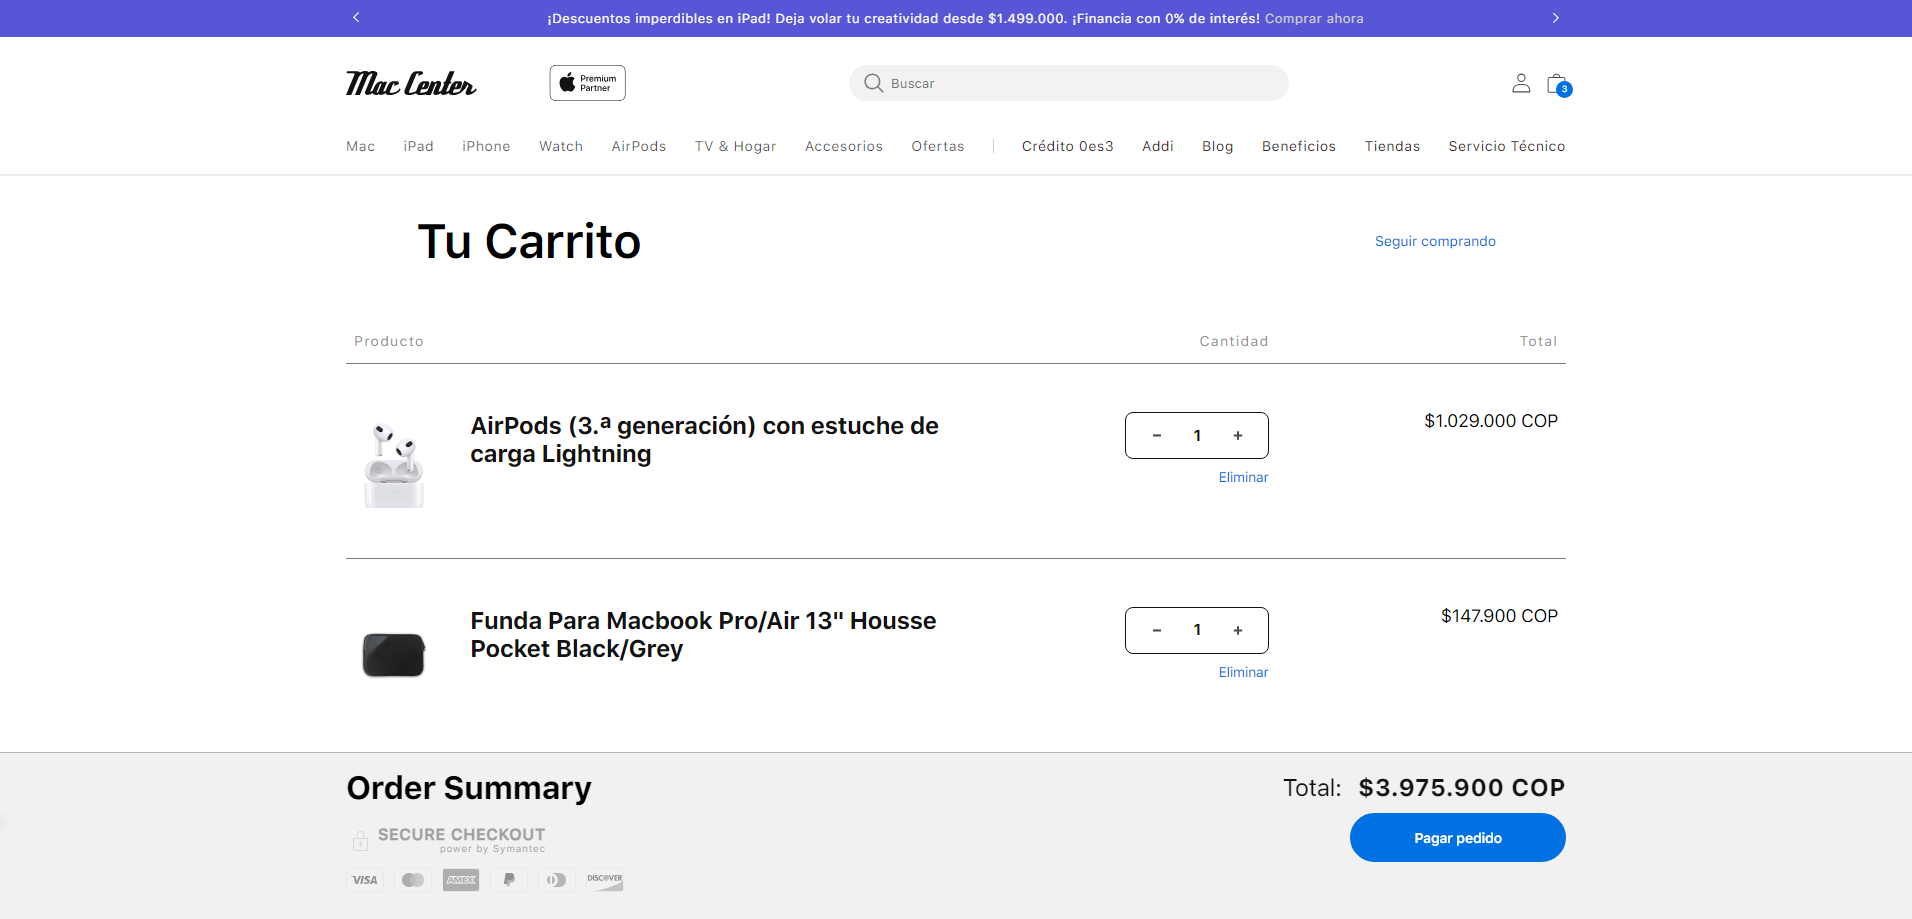 ¡Descuentos imperdibles en iPad! Deja volar tu creatividad desde $1.499.000. ¡Financia con 0% de interés! Comprar ahora
Mac Center
Premium
Partner
Buscar
3
Mac iPad iPhone Watch AirPods TV & Hogar Accesorios Ofertas Crédito 0es3 Addi Blog Beneficios Tiendas Servicio Técnico
Tu Carrito
Seguir comprando
Producto Cantidad Total
AirPods (3.ª generación) con estuche de
carga Lightning
− 1 +
Eliminar
$1.029.000 COP
Funda Para Macbook Pro/Air 13" Housse
Pocket Black/Grey
− 1 +
Eliminar
$147.900 COP
Order Summary
Total: $3.975.900 COP
SECURE CHECKOUT
power by Symantec
Pagar pedido
VISA AMEX DISCOVER